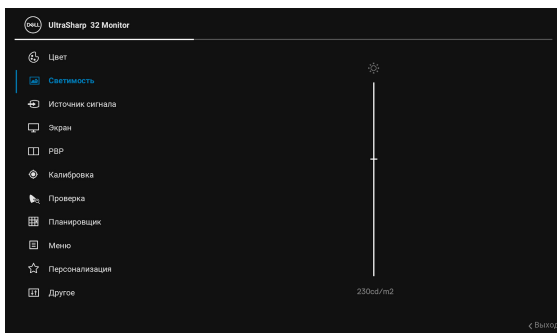 DELL UltraSharp 32 Monitor
Цвет
Светимость
Источник сигнала
Экран
PBP
Калибровка
Проверка
Планировщик
Меню
Персонализация
Другое
230cd/m2
Выход